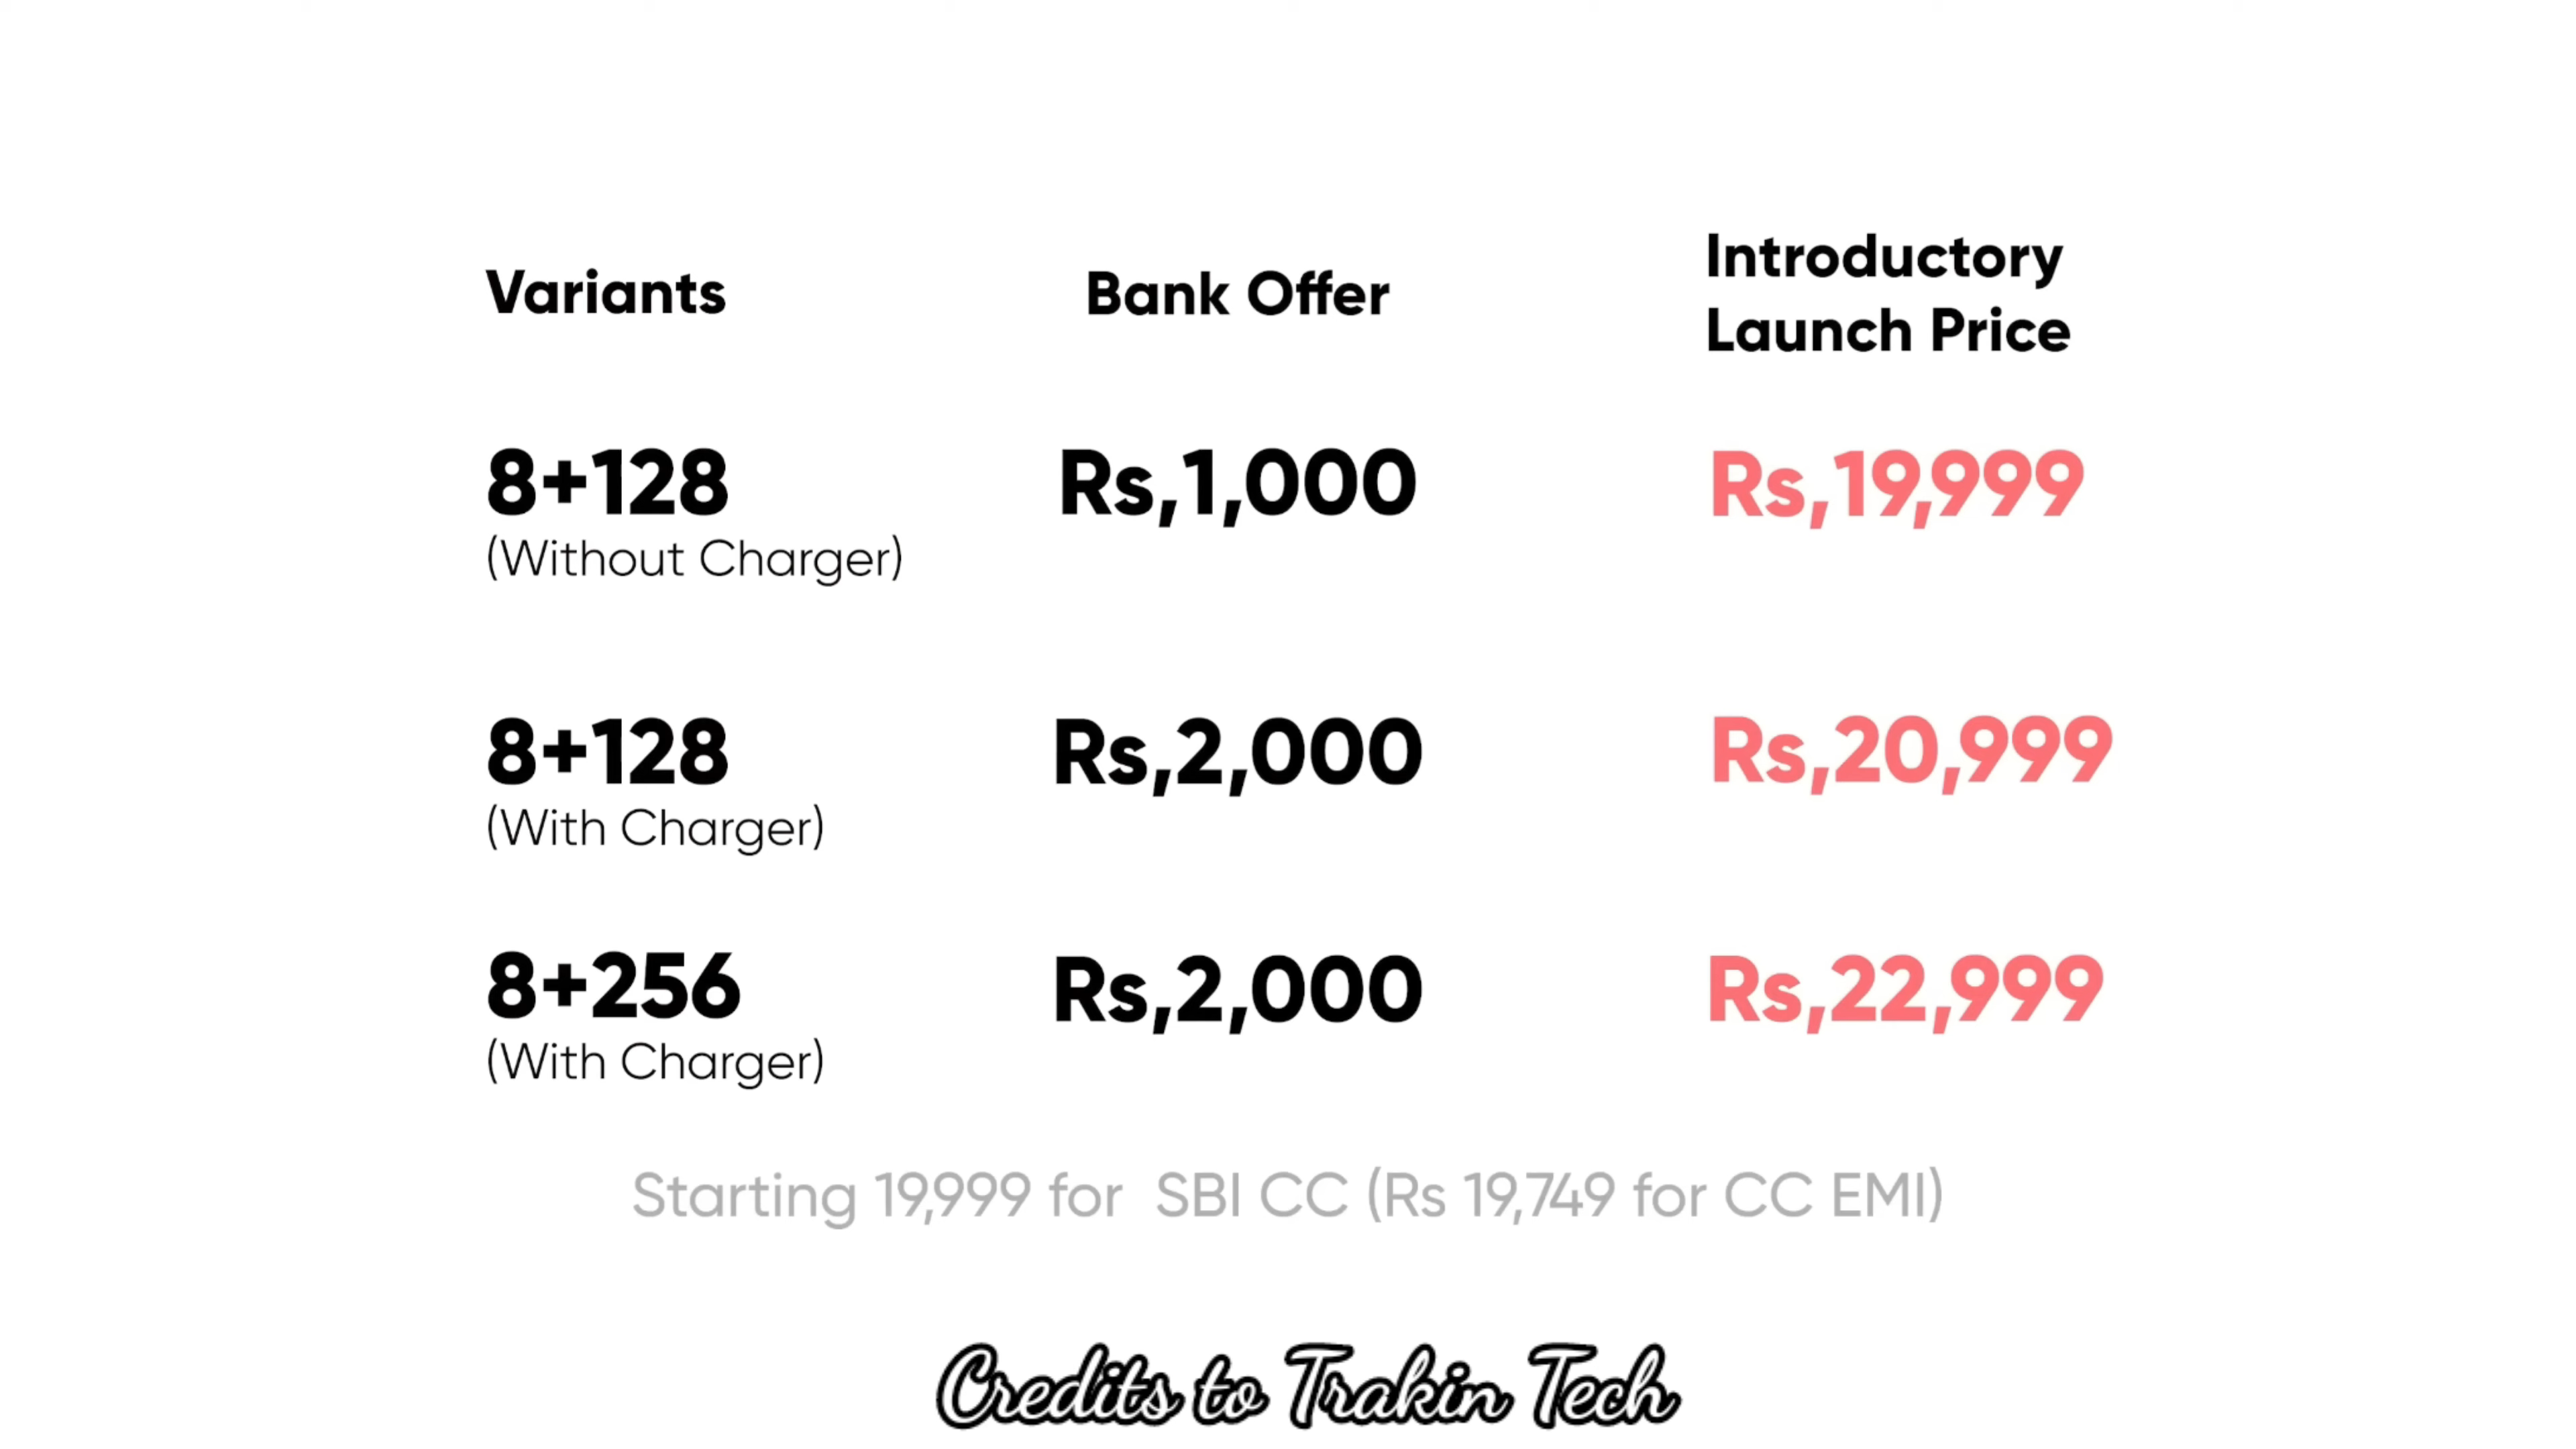 Variants
Bank Offer
Introductory
Launch Price
8+128
(Without Charger)
Rs,1,000
Rs,19,999
8+128
(With Charger)
Rs,2,000
Rs,20,999
8+256
(With Charger)
Rs,2,000
Rs,22,999
Starting 19,999 for SBI CC (Rs 19,749 for CC EMI)
Credits to Trakin Tech